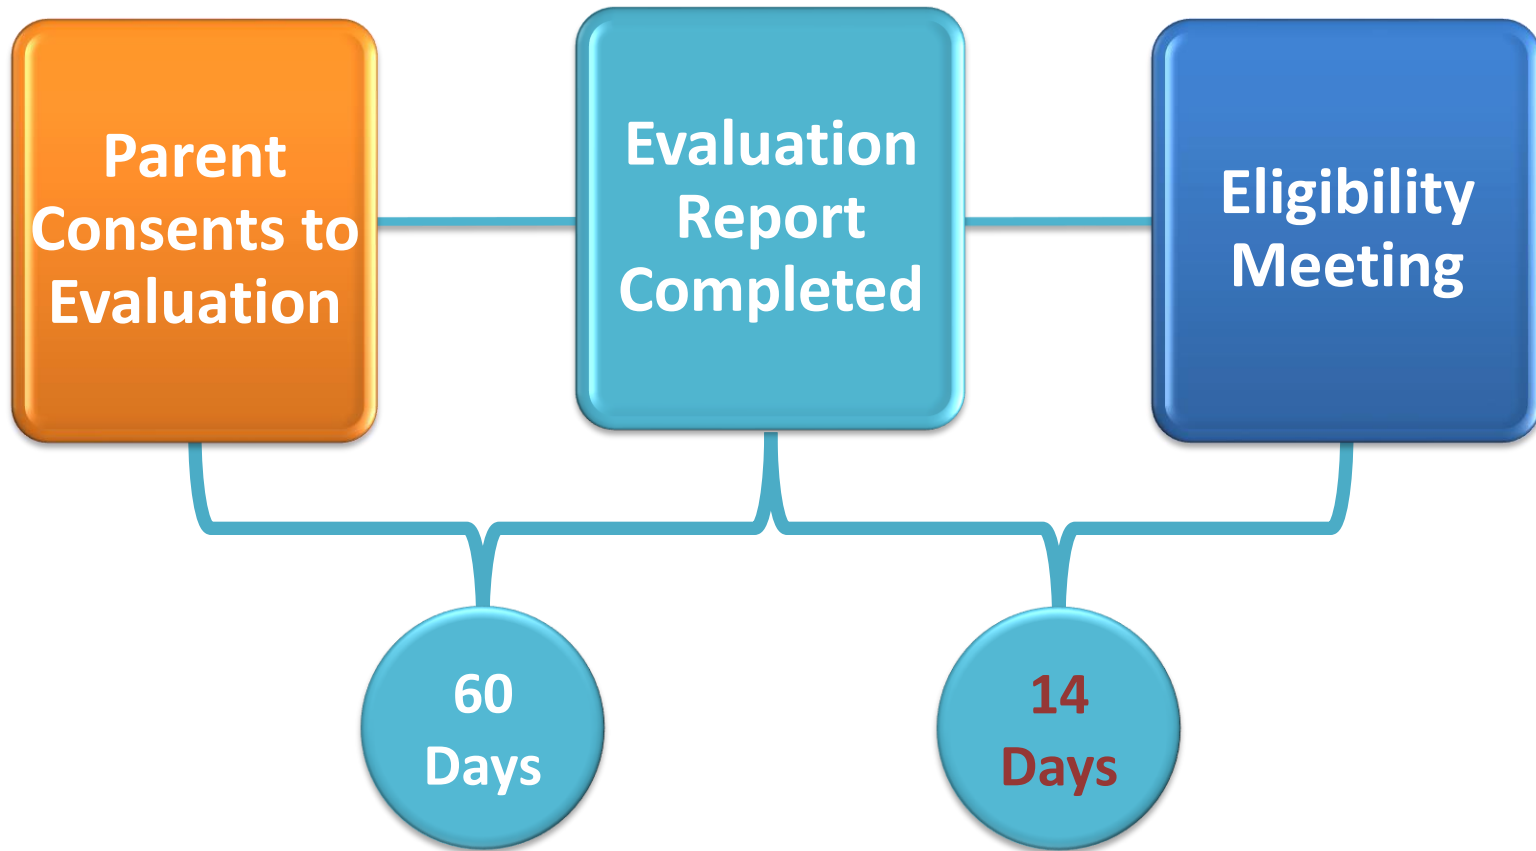 Parent
Consents to
Evaluation
Evaluation
Report
Completed
Eligibility
Meeting
60
Days
14
Days